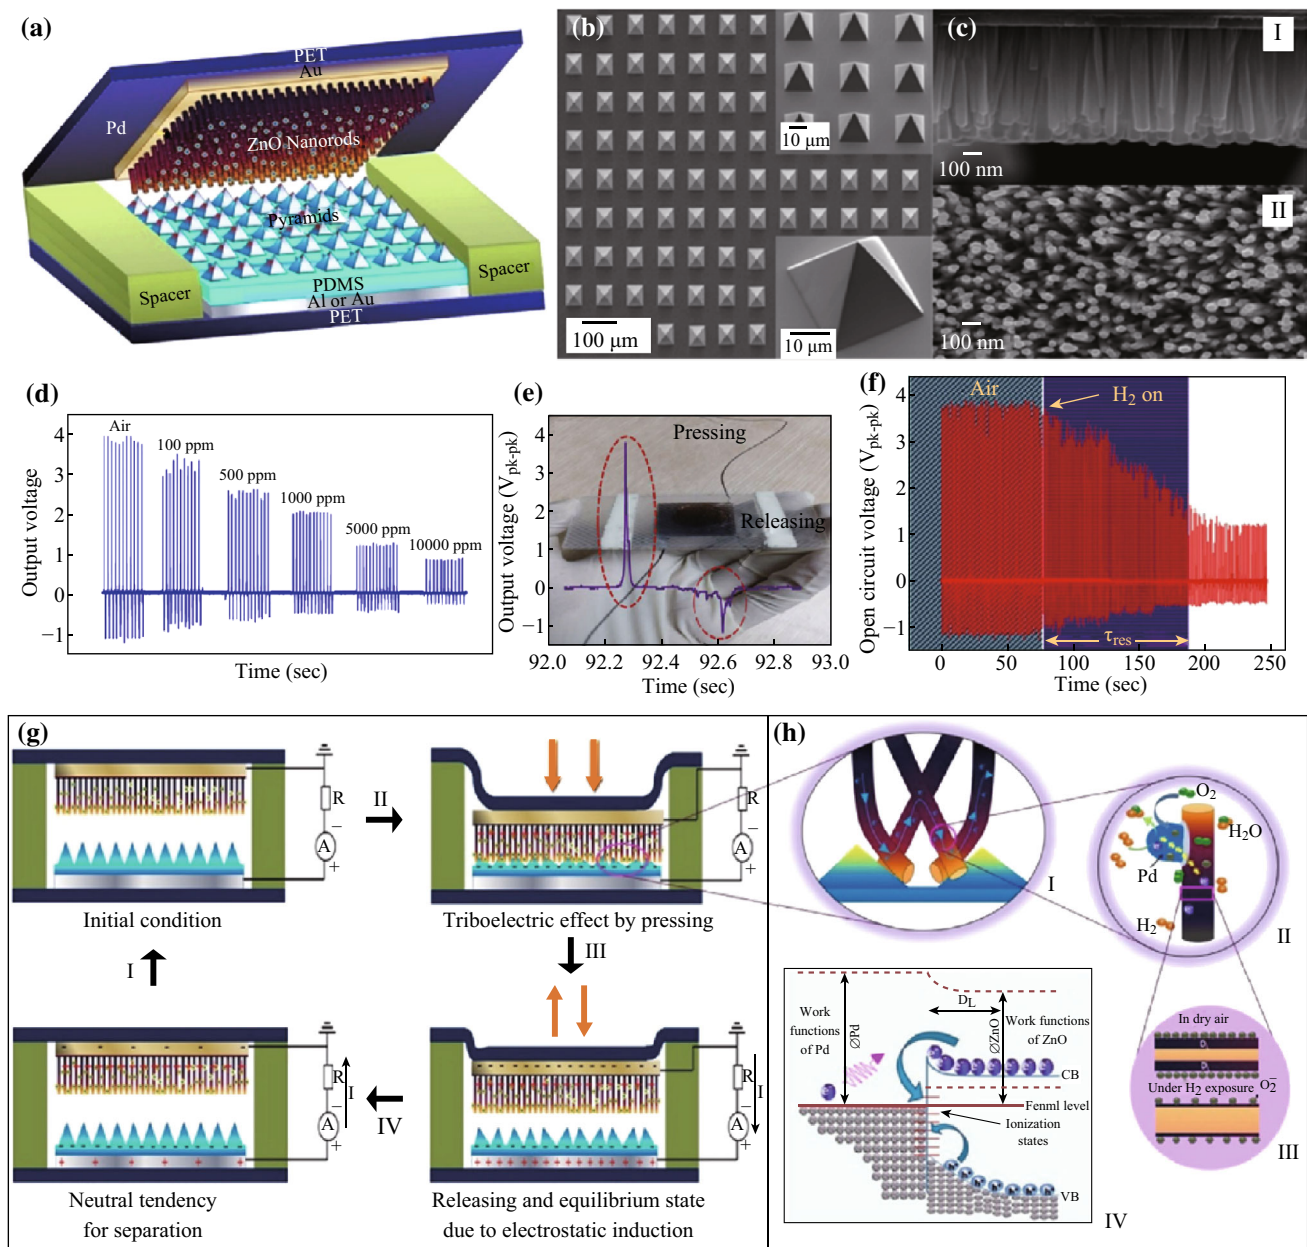 (a)
PET
Au
Pd
ZnO Nanorods
Pyramids
Spacer
Spacer
PDMS
Al or Au
PET
(b)
10 μm
100 μm
10 μm
(c)
I
100 nm
II
100 nm
(d)
Output voltage
4
3
2
1
0
−1
Air
100 ppm
500 ppm
1000 ppm
5000 ppm
10000 ppm
Time (sec)
(e)
Output voltage (Vpk-pk)
4
3
2
1
0
−1
Pressing
Releasing
92.0 92.2 92.4 92.6 92.8 93.0
Time (sec)
(f)
Open circuit voltage (Vpk-pk)
4
3
2
1
0
−1
Air
H2 on
τres
0 50 100 150 200 250
Time (sec)
(g)
R
−
A
+
Initial condition
II
R
−
A
+
Triboelectric effect by pressing
I
III
R
I
−
A
+
Neutral tendency
for separation
IV
R
I
−
A
+
Releasing and equilibrium state
due to electrostatic induction
(h)
I
O2
H2O
Pd
H2
II
In dry air
Under H2 exposure
O2−
III
DL
Work
functions
of Pd
∅Pd
∅ZnO
Work functions
of ZnO
CB
Fenml level
Ionization
states
VB
IV